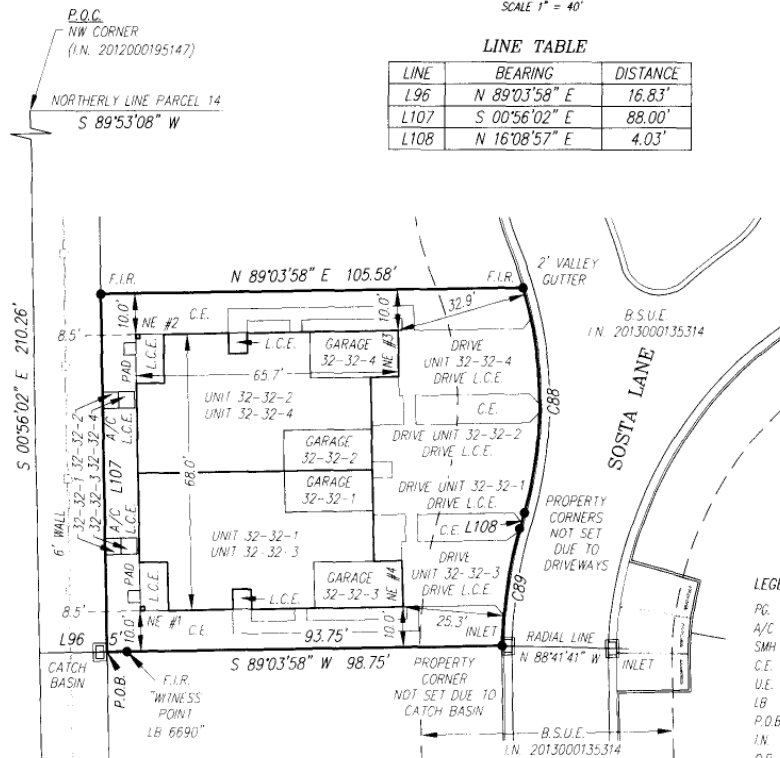 SCALE 1" = 40'
P.O.C.
NW CORNER
(I.N. 2012000195147)
LINE TABLE
LINE BEARING DISTANCE
L96 N 89°03'58" E 16.83'
L107 S 00°56'02" E 88.00'
L108 N 16°08'57" E 4.03'
NORTHERLY LINE PARCEL 14
S 89°53'08" W
S 00°56'02" E 210.26'
F.I.R.
N 89°03'58" E 105.58'
F.I.R.
2' VALLEY
GUTTER
10.0'
C.E.
10.0'
32.9'
B.S.U.E.
I.N. 2013000135314
8.5'
NE #2
L.C.E.
L.C.E.
GARAGE
32-32-4
NE #3
DRIVE
UNIT 32-32-4
DRIVE L.C.E.
PAD
65.7'
UNIT 32-32-2
UNIT 32-32-4
C.E.
C88
SOSTA LANE
32-32-2
32-32-4
A/C
L.C.E.
DRIVE UNIT 32-32-2
DRIVE L.C.E.
GARAGE
32-32-2
GARAGE
32-32-1
68.0'
L107
DRIVE UNIT 32-32-1
DRIVE L.C.E.
32-32-1
32-32-3
A/C
L.C.E.
6' WALL
C.E.
L108
PROPERTY
CORNERS
NOT SET
DUE TO
DRIVEWAYS
UNIT 32-32-1
UNIT 32-32-3
DRIVE
UNIT 32-32-3
DRIVE L.C.E.
PAD
L.C.E.
L.C.E.
GARAGE
32-32-3
NE #4
C89
8.5'
NE #1
C.E.
10.0'
93.75'
10.0'
25.3'
INLET
L96
5'
S 89°03'58" W 98.75'
RADIAL LINE
N 88°41'41" W
INLET
CATCH
BASIN
P.O.B.
F.I.R.
"WITNESS
POINT
LB 6690"
PROPERTY
CORNER
NOT SET DUE TO
CATCH BASIN
B.S.U.E.
I.N. 2013000135314
LEGE
PG.
A/C
SMH
C.E.
U.E.
LB
P.O.B
I.N.